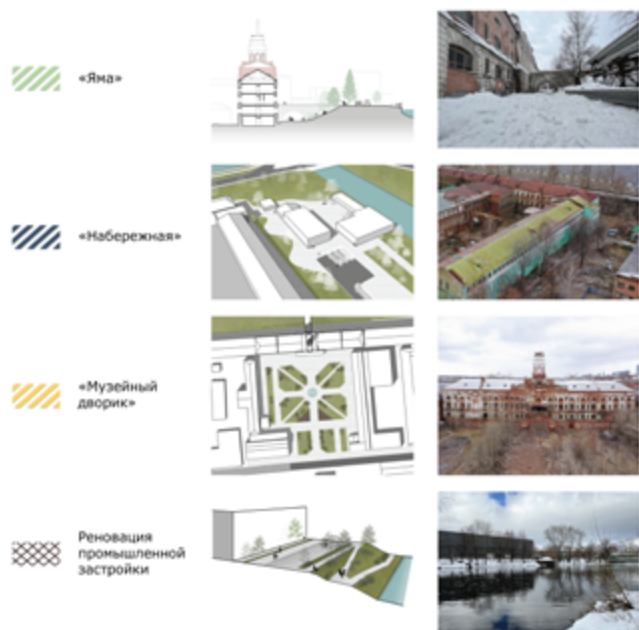 «Яма»
«Набережная»
«Музейный
дворик»
Реновация
промышленной
застройки